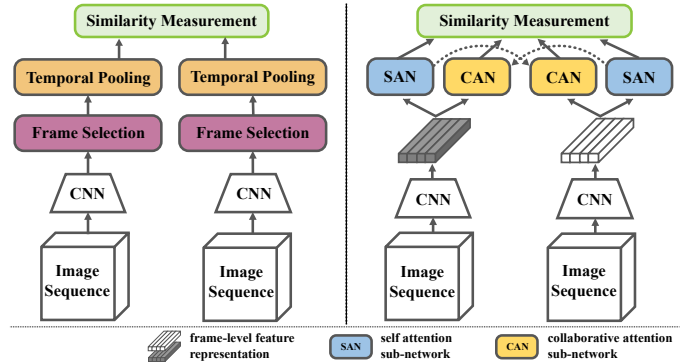 Similarity Measurement
Temporal Pooling
Temporal Pooling
Frame Selection
Frame Selection
CNN
CNN
Image
Sequence
Image
Sequence
Similarity Measurement
SAN
CAN
CAN
SAN
CNN
CNN
Image
Sequence
Image
Sequence
frame-level feature
representation
SAN
self attention
sub-network
CAN
collaborative attention
sub-network